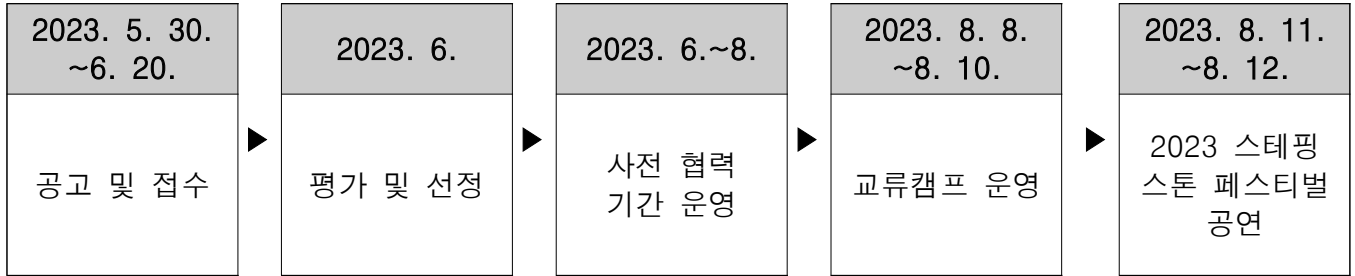 2023. 5. 30.
~6. 20.
공고 및 접수
2023. 6.
평가 및 선정
2023. 6.~8.
사전 협력
기간 운영
2023. 8. 8.
~8. 10.
교류캠프 운영
2023. 8. 11.
~8. 12.
2023 스테핑
스톤 페스티벌
공연